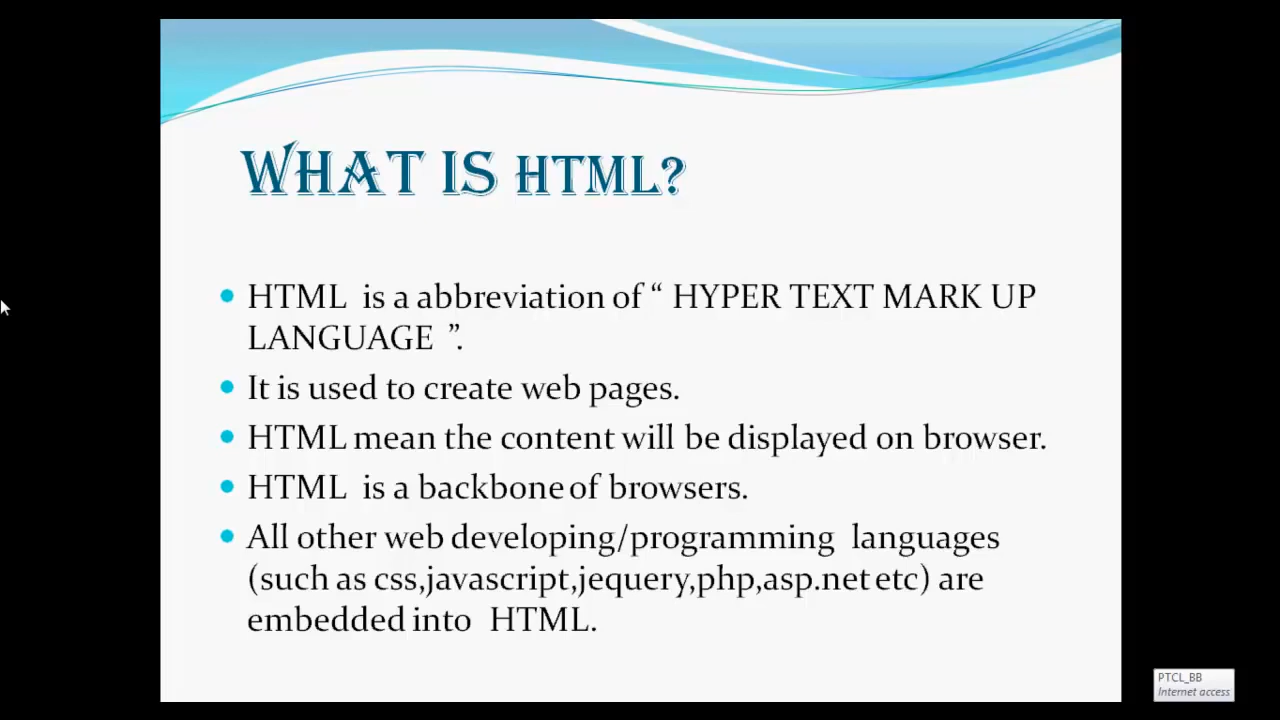 WHAT IS HTML?
HTML is a abbreviation of “ HYPER TEXT MARK UP
LANGUAGE ”.
It is used to create web pages.
HTML mean the content will be displayed on browser.
HTML is a backbone of browsers.
All other web developing/programming languages
(such as css,javascript,jequery,php,asp.net etc) are
embedded into HTML.
PTCL_BB
Internet access